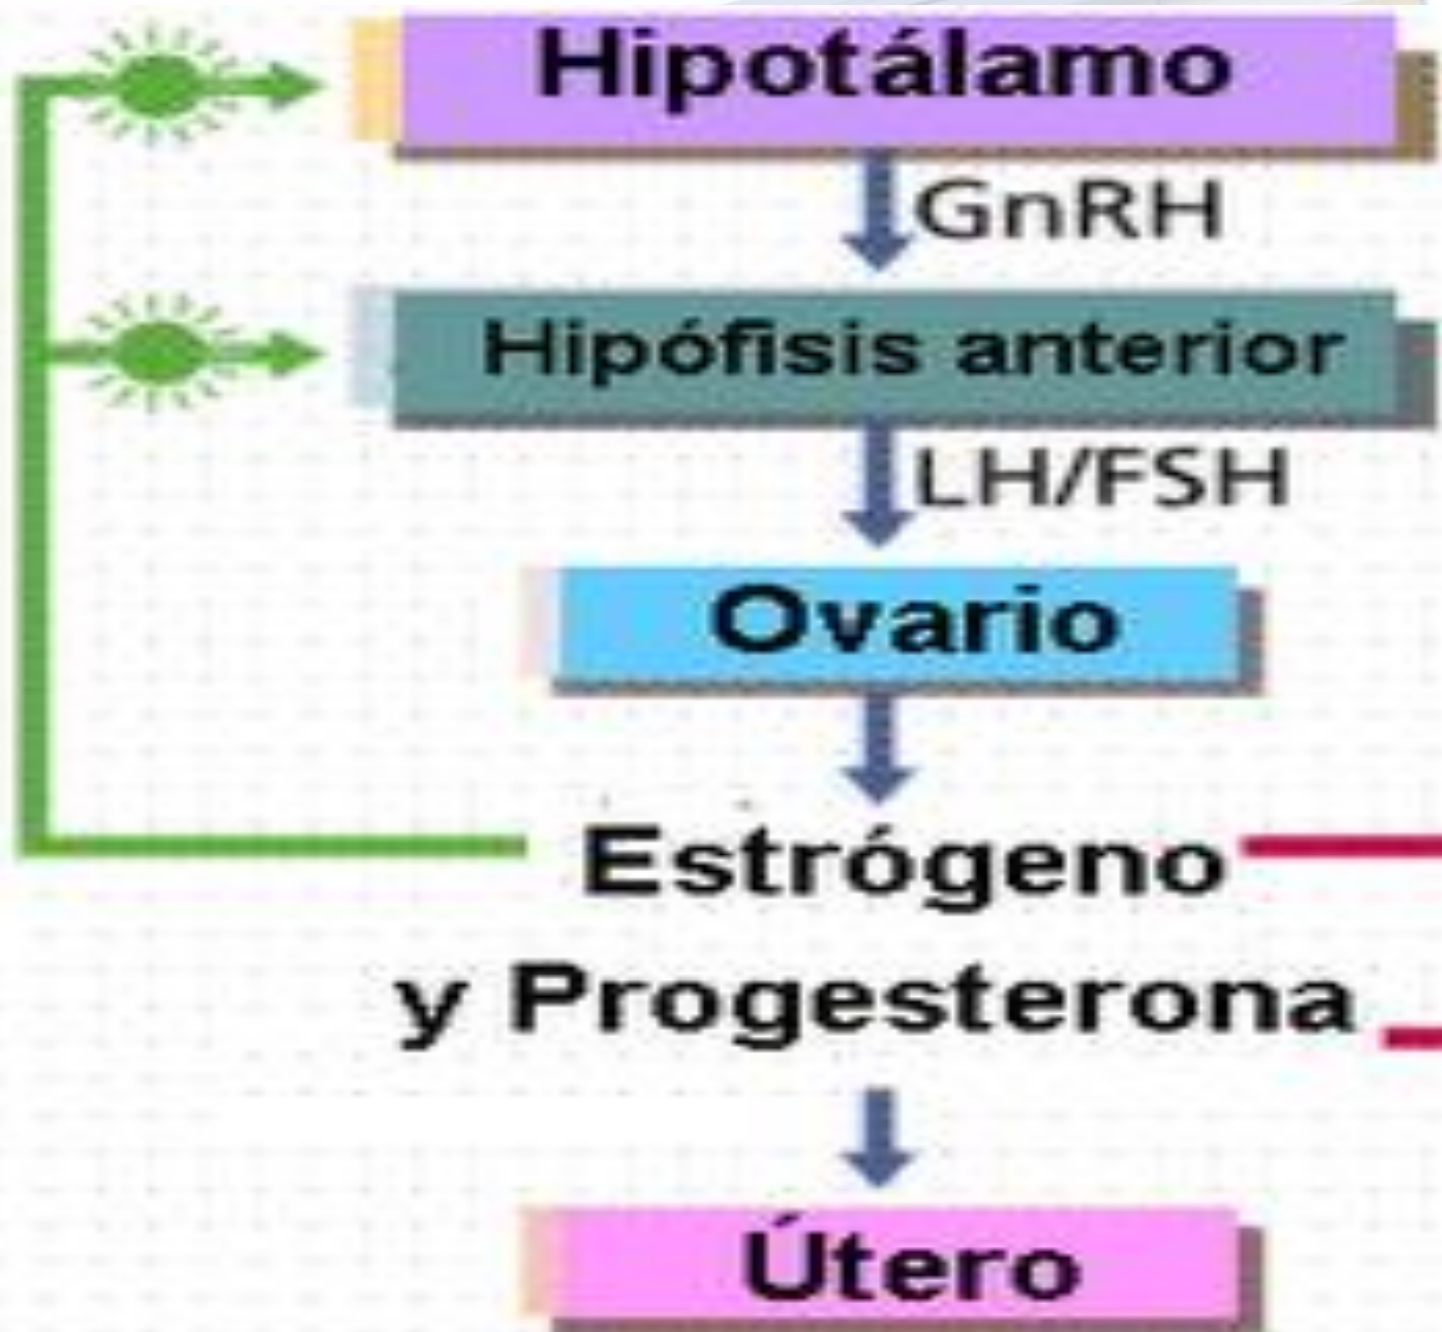 Hipotálamo
GnRH
Hipófisis anterior
LH/FSH
Ovario
Estrógeno
y Progesterona
Útero